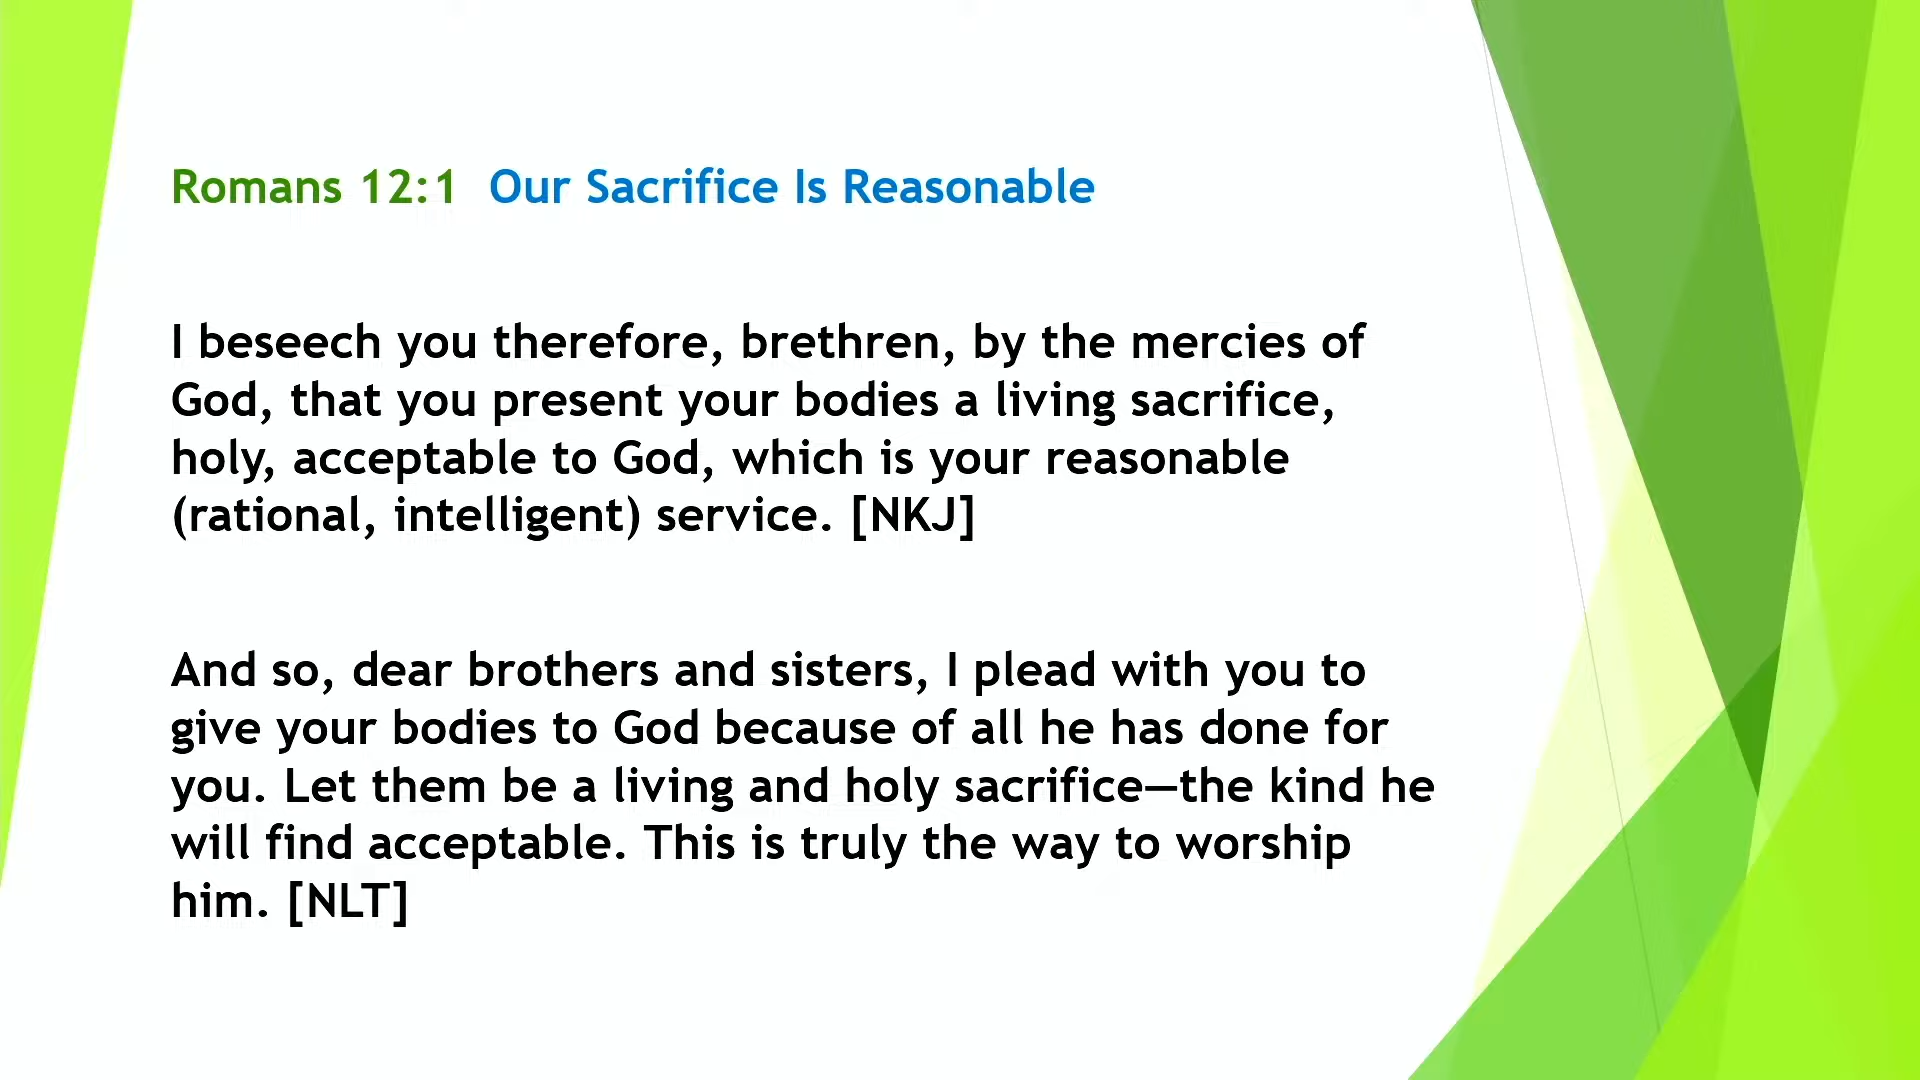 Romans 12:1 Our Sacrifice Is Reasonable
I beseech you therefore, brethren, by the mercies of
God, that you present your bodies a living sacrifice,
holy, acceptable to God, which is your reasonable
(rational, intelligent) service. [NKJ]
And so, dear brothers and sisters, I plead with you to
give your bodies to God because of all he has done for
you. Let them be a living and holy sacrifice—the kind he
will find acceptable. This is truly the way to worship
him. [NLT]